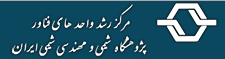 مرکز رشد واحد های فناور
پژوهشگاه شیمی و مهندسی شیمی ایران